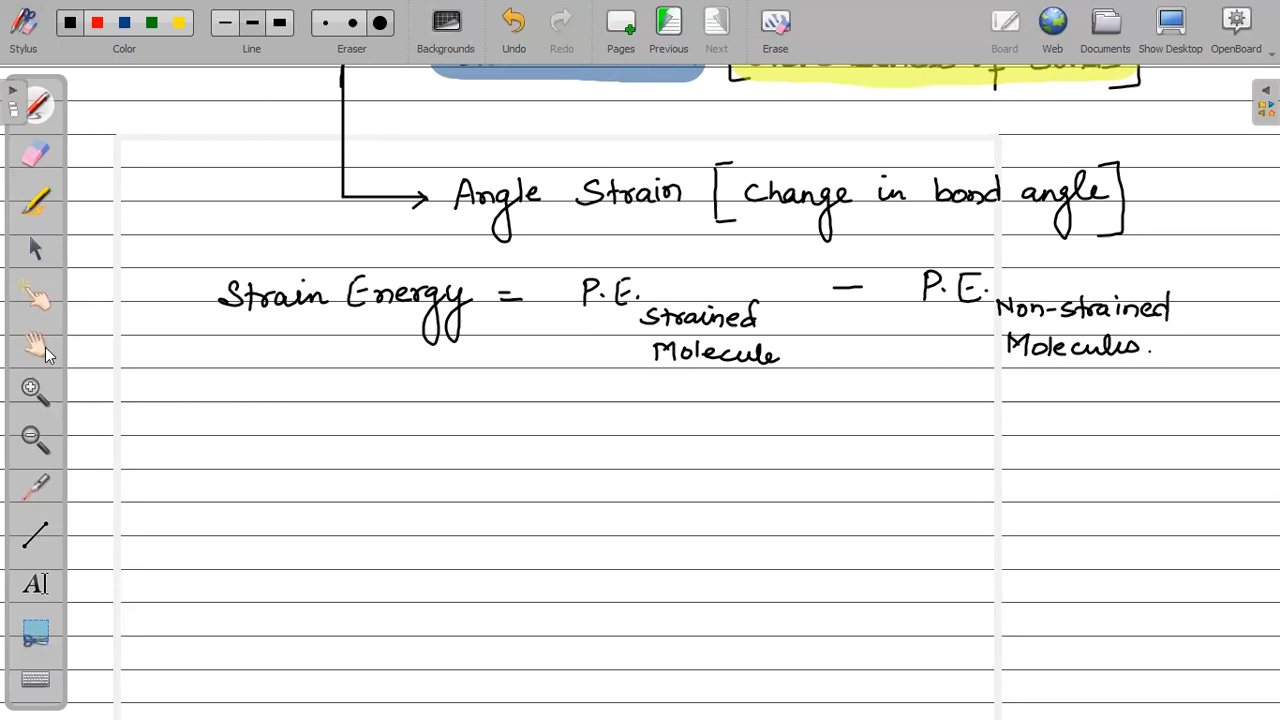 Stylus Color Line Eraser Backgrounds Undo Redo Pages Previous Next Erase Board Web Documents Show Desktop OpenBoard
Angle Strain [Change in bond angle]
Strain Energy = P.E. Strained Molecule - P.E. Non-strained Molecules.
AI